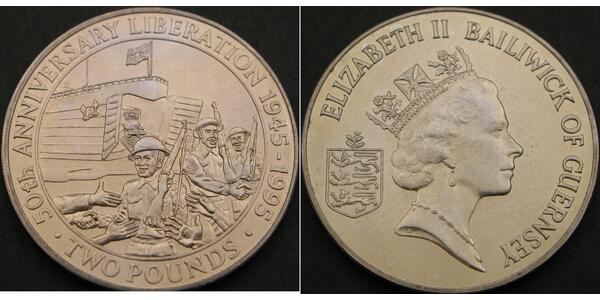 50th ANNIVERSARY LIBERATION 1945-1995
· TWO POUNDS ·
ELIZABETH II BAILIWICK OF GUERNSEY